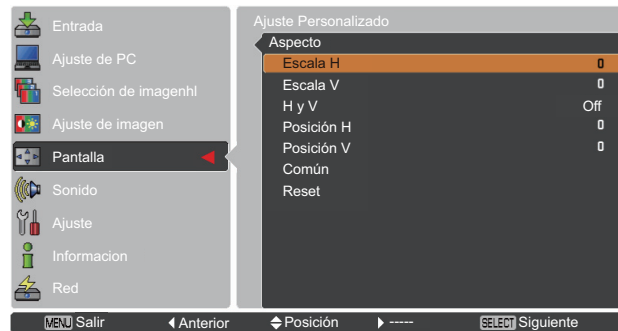 Entrada
Ajuste de PC
Selección de imagenhl
Ajuste de imagen
Pantalla
Sonido
Ajuste
Informacion
Red
Ajuste Personalizado
Aspecto
Escala H 0
Escala V 0
H y V Off
Posición H 0
Posición V 0
Común
Reset
MENU Salir Anterior Posición ----- SELECT Siguiente